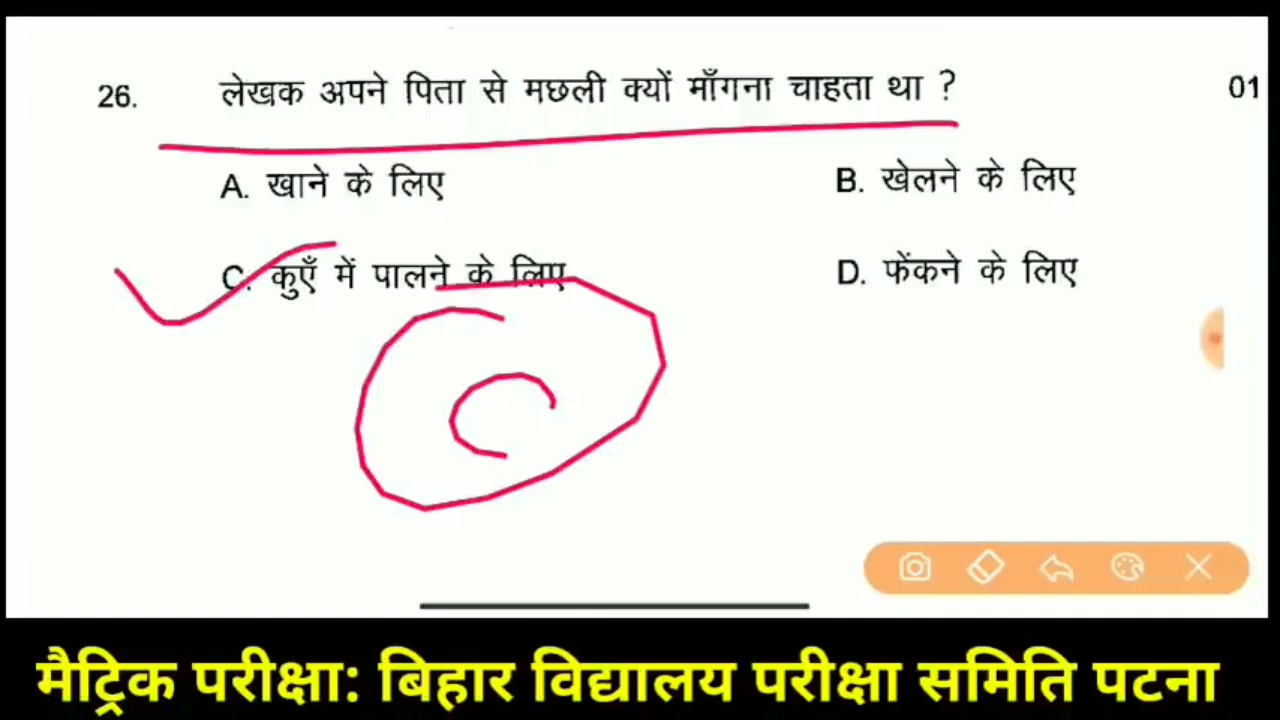 26. लेखक अपने पिता से मछली क्यों माँगना चाहता था ? 01
A. खाने के लिए B. खेलने के लिए
C. कुएँ में पालने के लिए D. फेंकने के लिए
मैट्रिक परीक्षा: बिहार विद्यालय परीक्षा समिति पटना